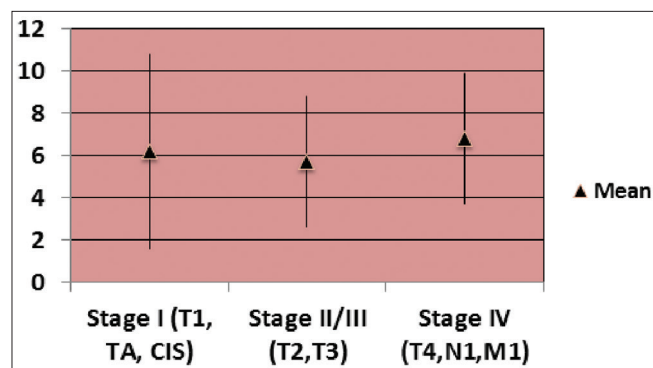 12
10
8
6
4
2
0
Stage I (T1,
TA, CIS)
Stage II/III
(T2,T3)
Stage IV
(T4,N1,M1)
Mean